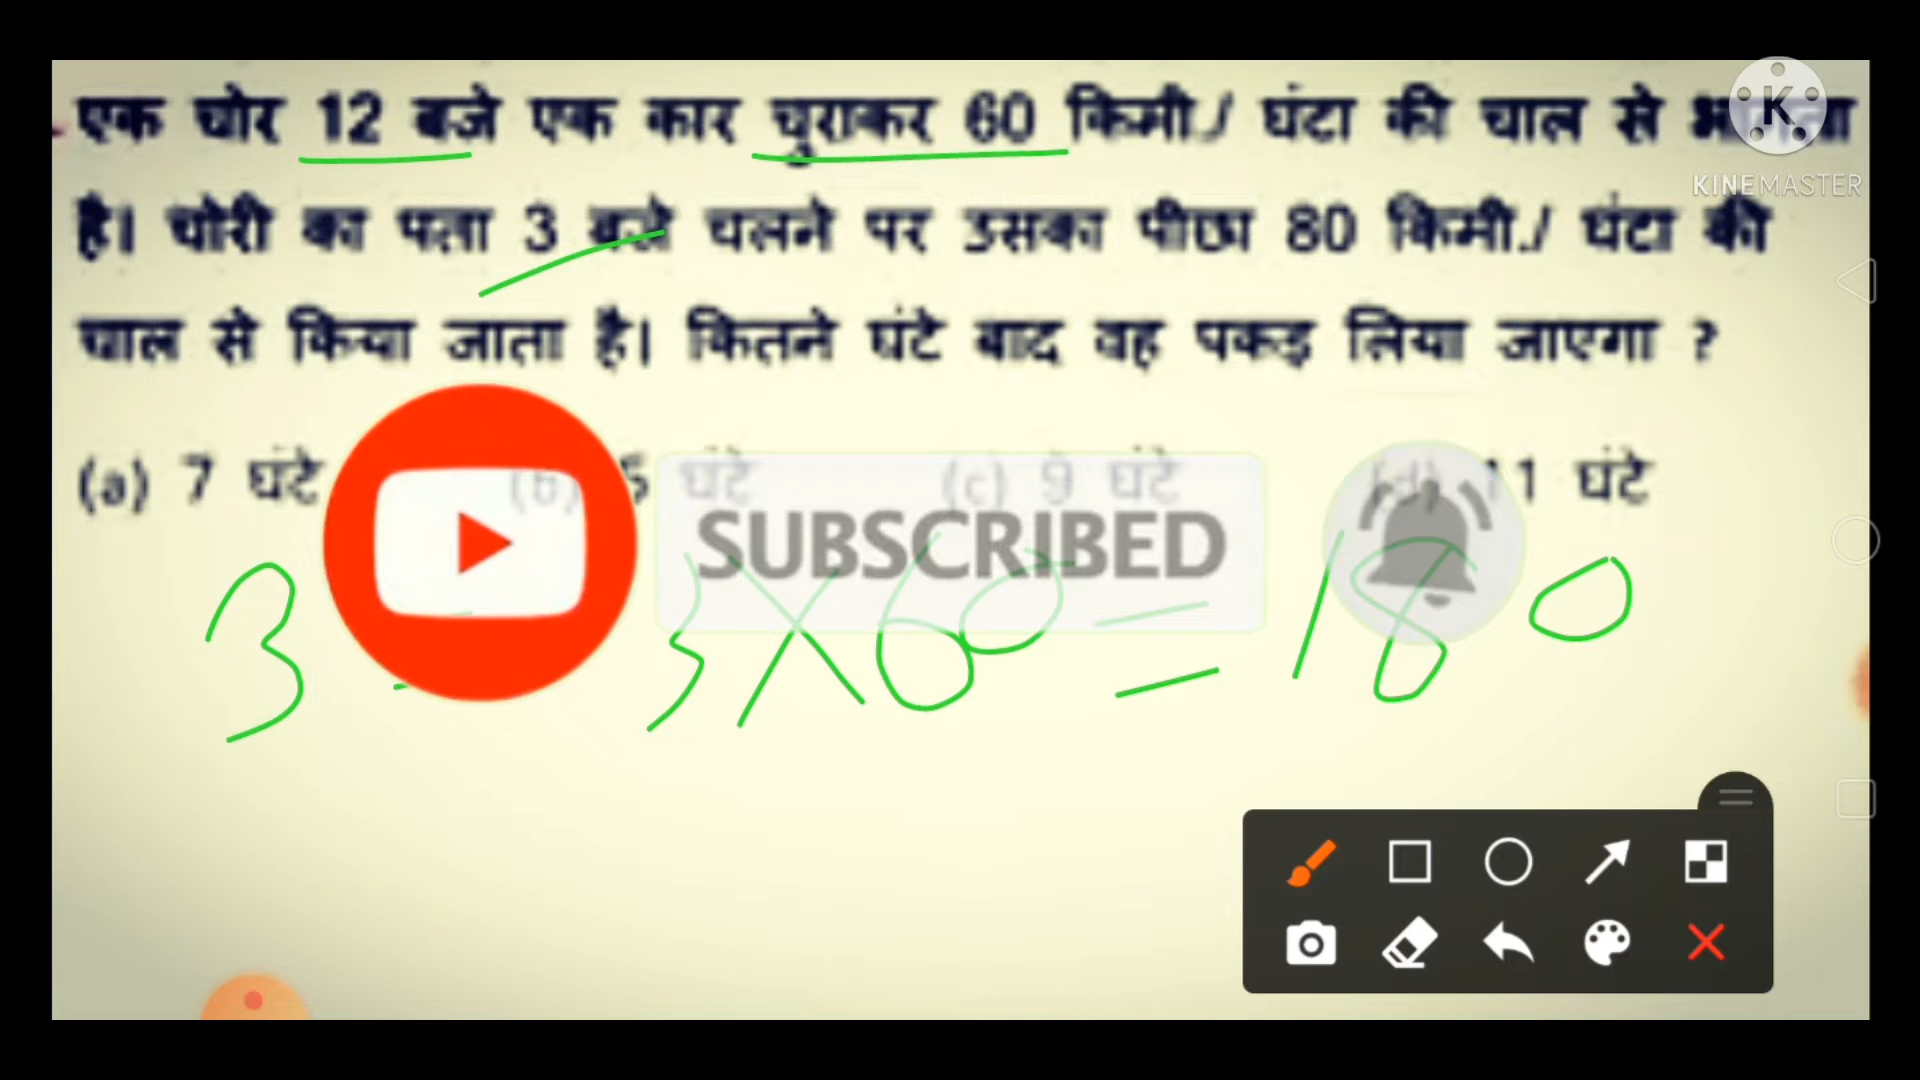 एक चोर 12 बजे एक कार चुराकर 60 किमी./ घंटा की चाल से
है। चोरी का पता 3 बजे चलने पर उसका पीछा 80 किमी./ घंटा की
चाल से किया जाता है। कितने घंटे बाद वह पकड़ लिया जाएगा ?
(a) 7 घंटे (b) घंटे (c) 9 घंटे (d) 11 घंटे
SUBSCRIBED
3 3×60 = 180
K
KINEMASTER